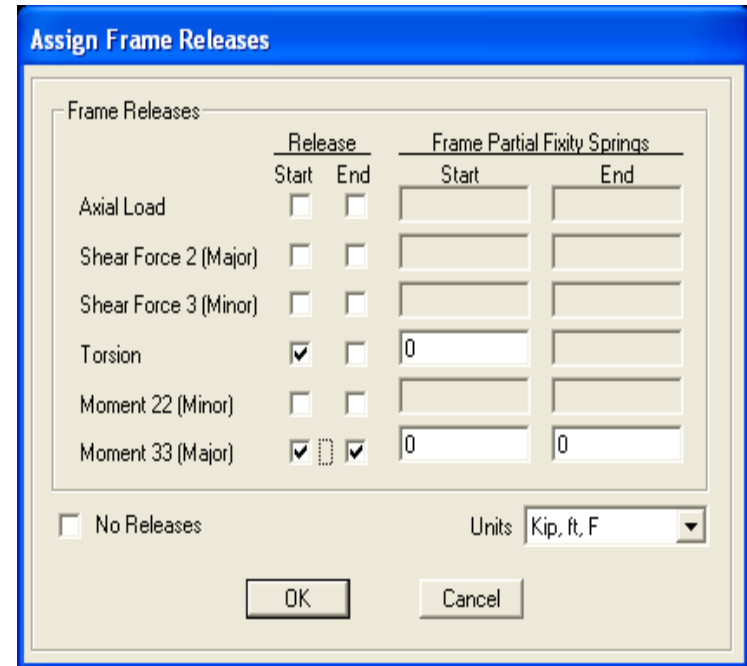 Assign Frame Releases
Frame Releases
Release Frame Partial Fixity Springs
Start End Start End
Axial Load
Shear Force 2 (Major)
Shear Force 3 (Minor)
Torsion 0
Moment 22 (Minor)
Moment 33 (Major) 0 0
No Releases Units Kip, ft, F
OK Cancel